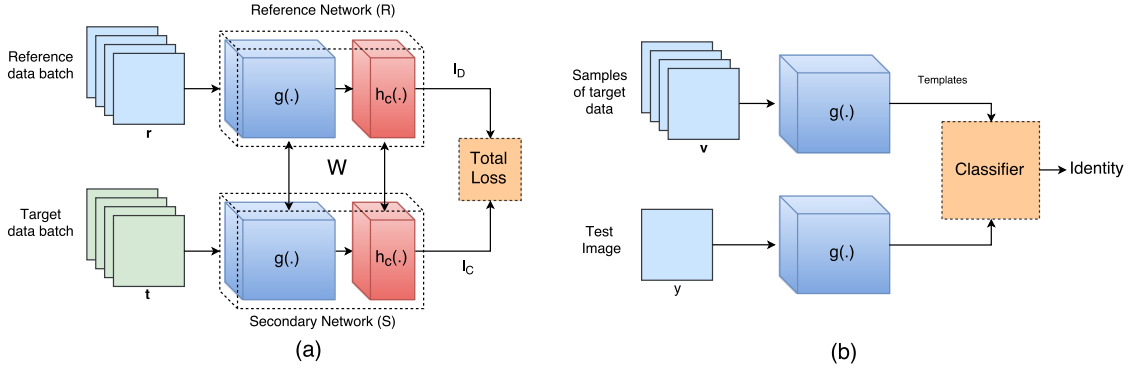 Reference Network (R)
Reference
data batch
r
g(.)
hc(.)
lD
W
Total
Loss
Target
data batch
t
g(.)
hc(.)
lC
Secondary Network (S)
(a)
Samples
of target
data
v
g(.)
Templates
Classifier
Identity
Test
Image
y
g(.)
(b)